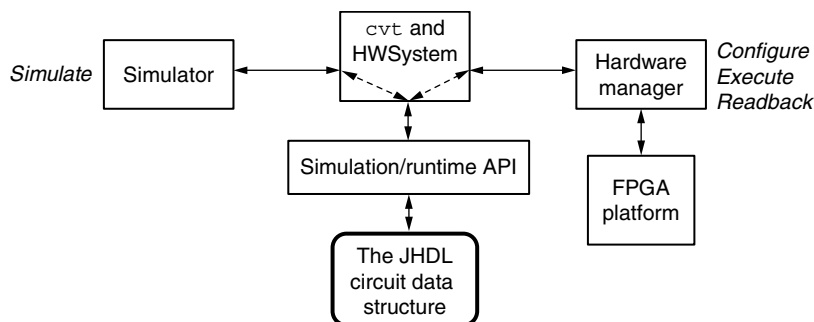 Simulate
Simulator
cvt and
HWSystem
Hardware
manager
Configure
Execute
Readback
Simulation/runtime API
FPGA
platform
The JHDL
circuit data
structure